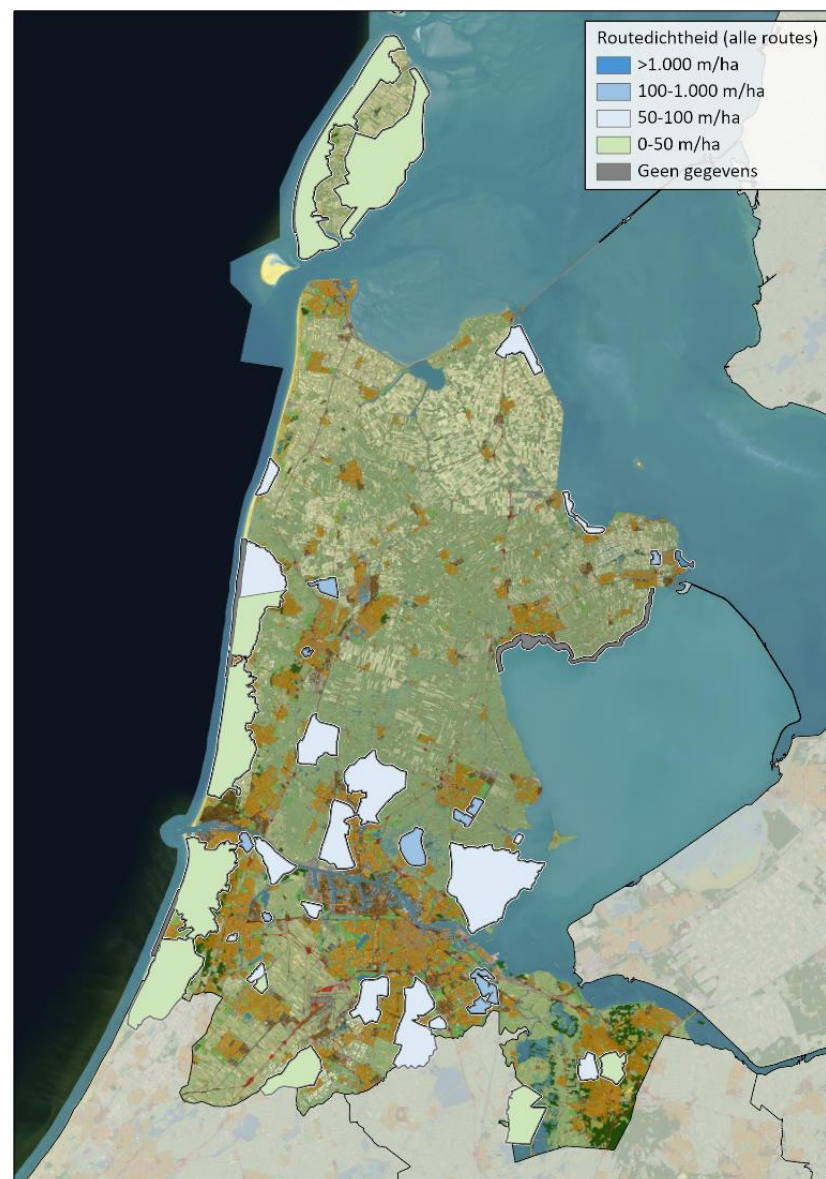 Routedichtheid (alle routes)
>1.000 m/ha
100-1.000 m/ha
50-100 m/ha
0-50 m/ha
Geen gegevens